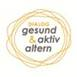 DIALOG
gesund &
aktiv
altern